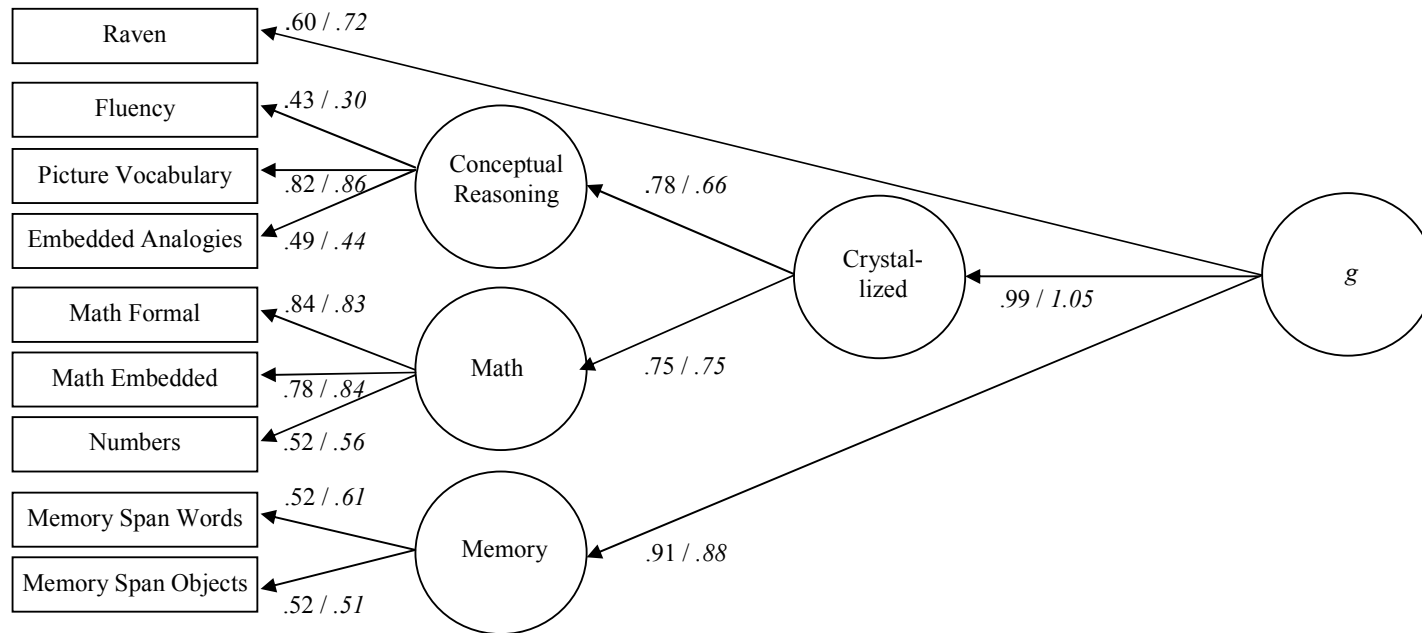 Raven
.60 / .72
Fluency
.43 / .30
Picture Vocabulary
.82 / .86
Embedded Analogies
.49 / .44
Conceptual
Reasoning
.78 / .66
Crystal-
lized
.99 / 1.05
g
Math Formal
.84 / .83
Math Embedded
.78 / .84
Numbers
.52 / .56
Math
.75 / .75
Memory Span Words
.52 / .61
Memory Span Objects
.52 / .51
Memory
.91 / .88